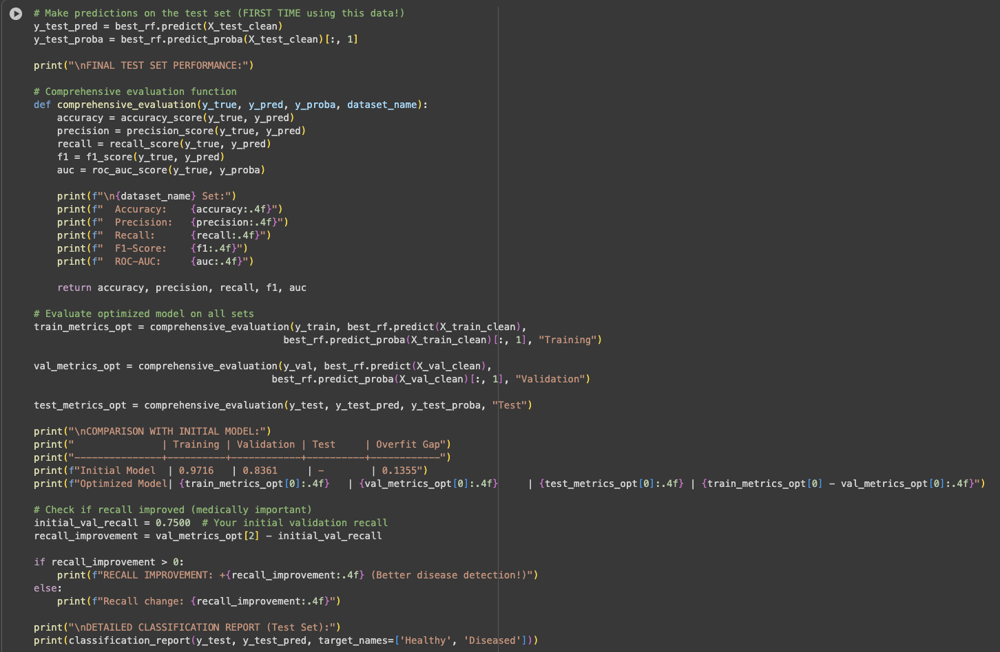 # Make predictions on the test set (FIRST TIME using this data!)
y_test_pred = best_rf.predict(X_test_clean)
y_test_proba = best_rf.predict_proba(X_test_clean)[:, 1]

print("\nFINAL TEST SET PERFORMANCE:")

# Comprehensive evaluation function
def comprehensive_evaluation(y_true, y_pred, y_proba, dataset_name):
    accuracy = accuracy_score(y_true, y_pred)
    precision = precision_score(y_true, y_pred)
    recall = recall_score(y_true, y_pred)
    f1 = f1_score(y_true, y_pred)
    auc = roc_auc_score(y_true, y_proba)

    print(f"\n{dataset_name} Set:")
    print(f"  Accuracy:    {accuracy:.4f}")
    print(f"  Precision:   {precision:.4f}")
    print(f"  Recall:      {recall:.4f}")
    print(f"  F1-Score:    {f1:.4f}")
    print(f"  ROC-AUC:     {auc:.4f}")

    return accuracy, precision, recall, f1, auc

# Evaluate optimized model on all sets
train_metrics_opt = comprehensive_evaluation(y_train, best_rf.predict(X_train_clean),
                                           best_rf.predict_proba(X_train_clean)[:, 1], "Training")

val_metrics_opt = comprehensive_evaluation(y_val, best_rf.predict(X_val_clean),
                                         best_rf.predict_proba(X_val_clean)[:, 1], "Validation")

test_metrics_opt = comprehensive_evaluation(y_test, y_test_pred, y_test_proba, "Test")

print("\nCOMPARISON WITH INITIAL MODEL:")
print("               | Training | Validation | Test     | Overfit Gap")
print("---------------+----------+------------+----------+------------")
print(f"Initial Model  | 0.9716   | 0.8361     | -        | 0.1355")
print(f"Optimized Model| {train_metrics_opt[0]:.4f}   | {val_metrics_opt[0]:.4f}     | {test_metrics_opt[0]:.4f} | {train_metrics_opt[0] - val_metrics_opt[0]:.4f}")

# Check if recall improved (medically important)
initial_val_recall = 0.7500  # Your initial validation recall
recall_improvement = val_metrics_opt[2] - initial_val_recall

if recall_improvement > 0:
    print(f"RECALL IMPROVEMENT: +{recall_improvement:.4f} (Better disease detection!)")
else:
    print(f"Recall change: {recall_improvement:.4f}")

print("\nDETAILED CLASSIFICATION REPORT (Test Set):")
print(classification_report(y_test, y_test_pred, target_names=['Healthy', 'Diseased']))